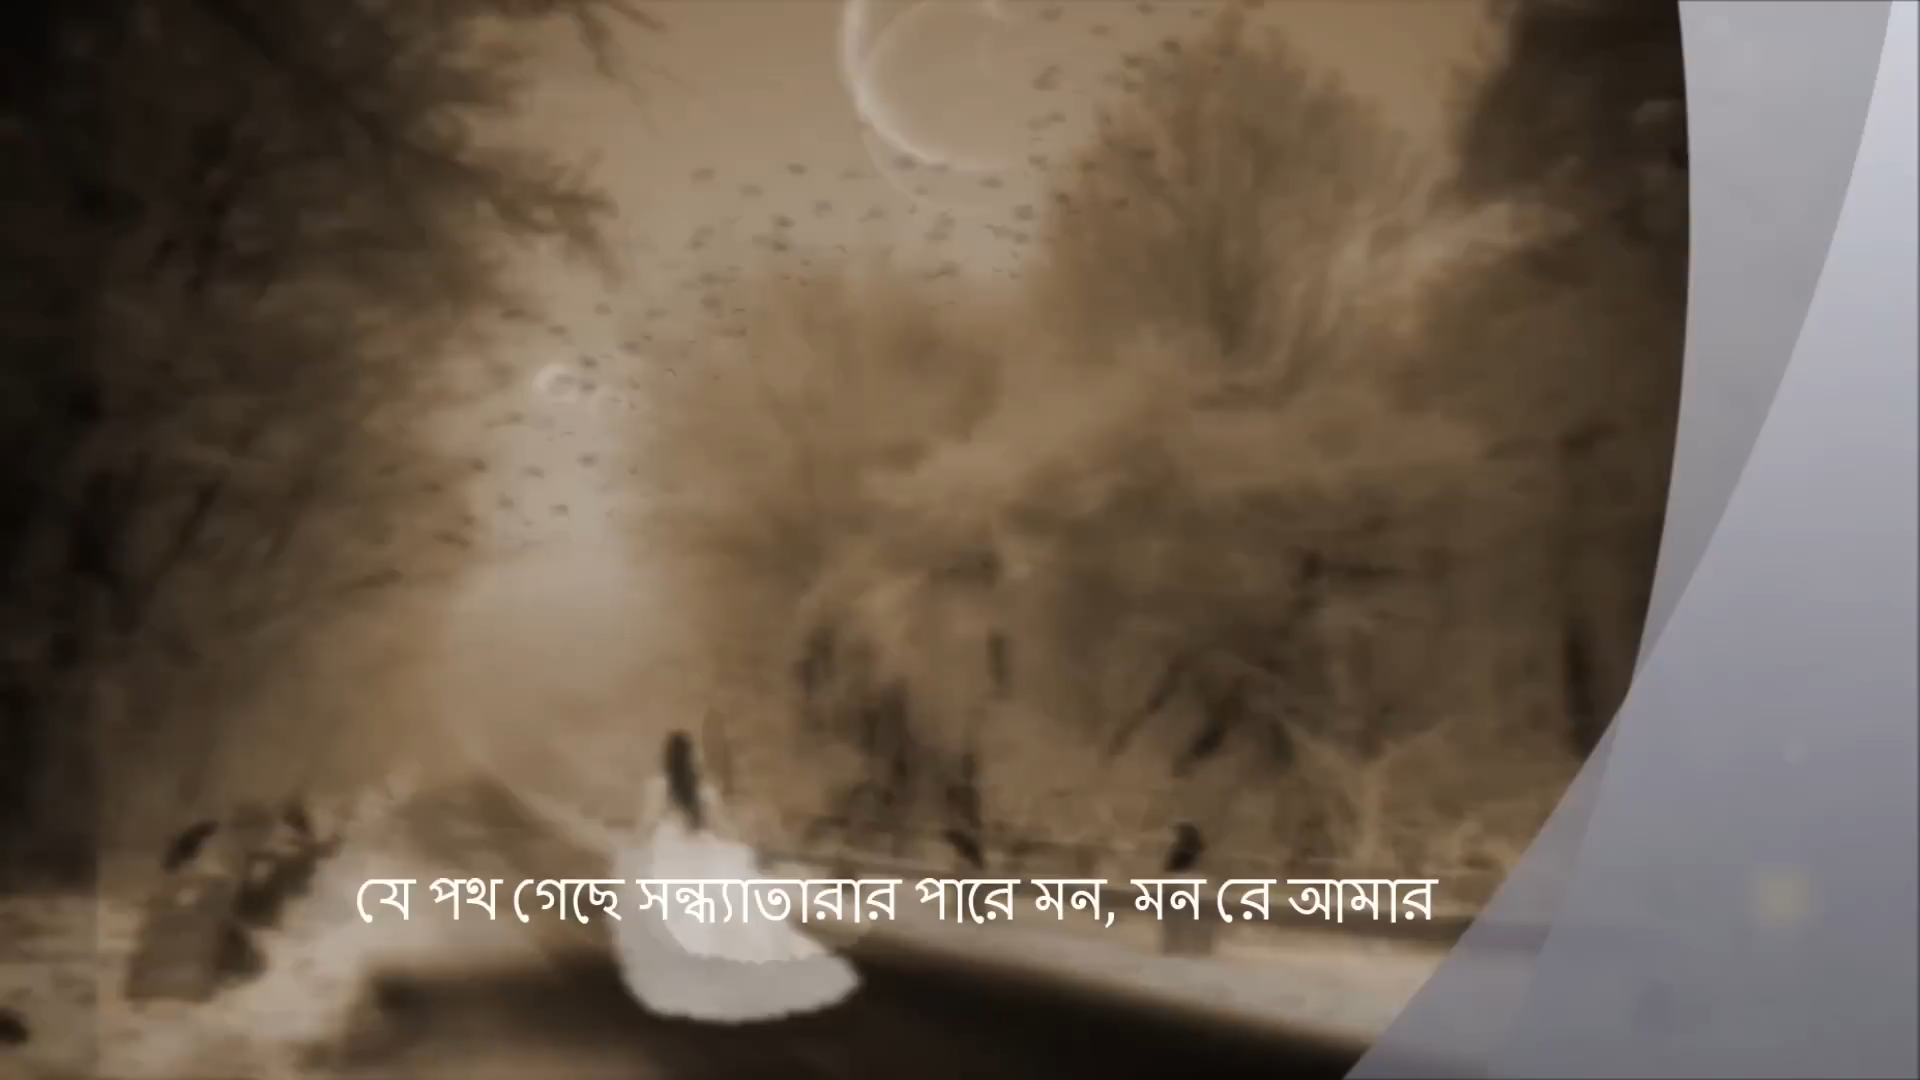 যে পথ গেছে সন্ধ্যাতারার পারে মন, মন রে আমার